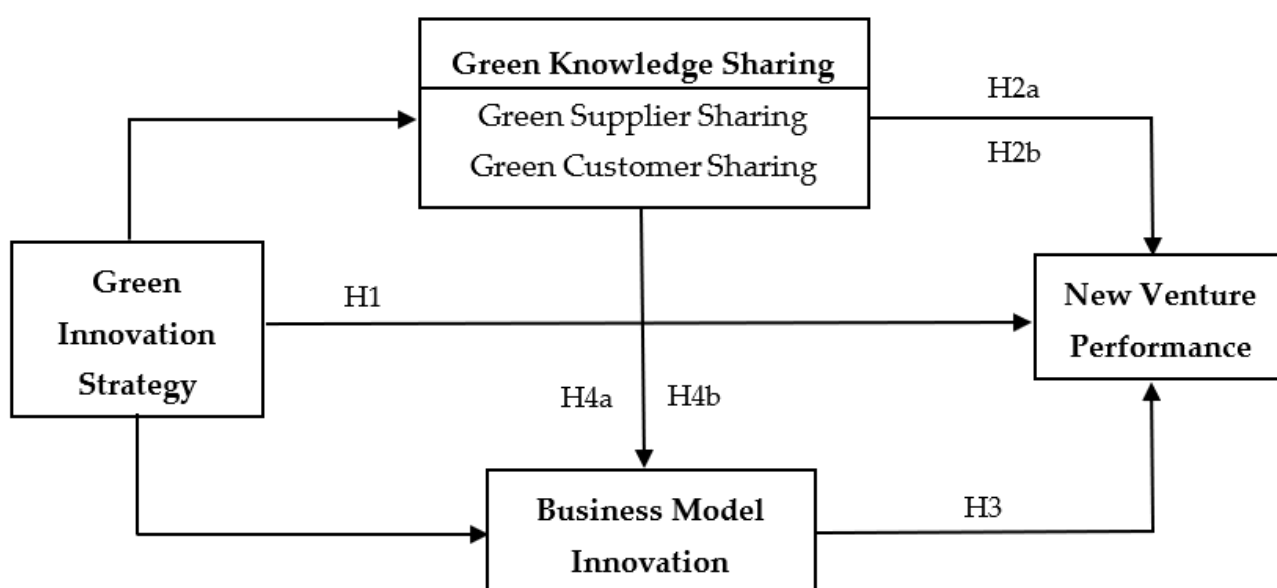 Green Knowledge Sharing
Green Supplier Sharing
Green Customer Sharing
H2a
H2b
Green
Innovation
Strategy
H1
New Venture
Performance
H4a
H4b
Business Model
Innovation
H3